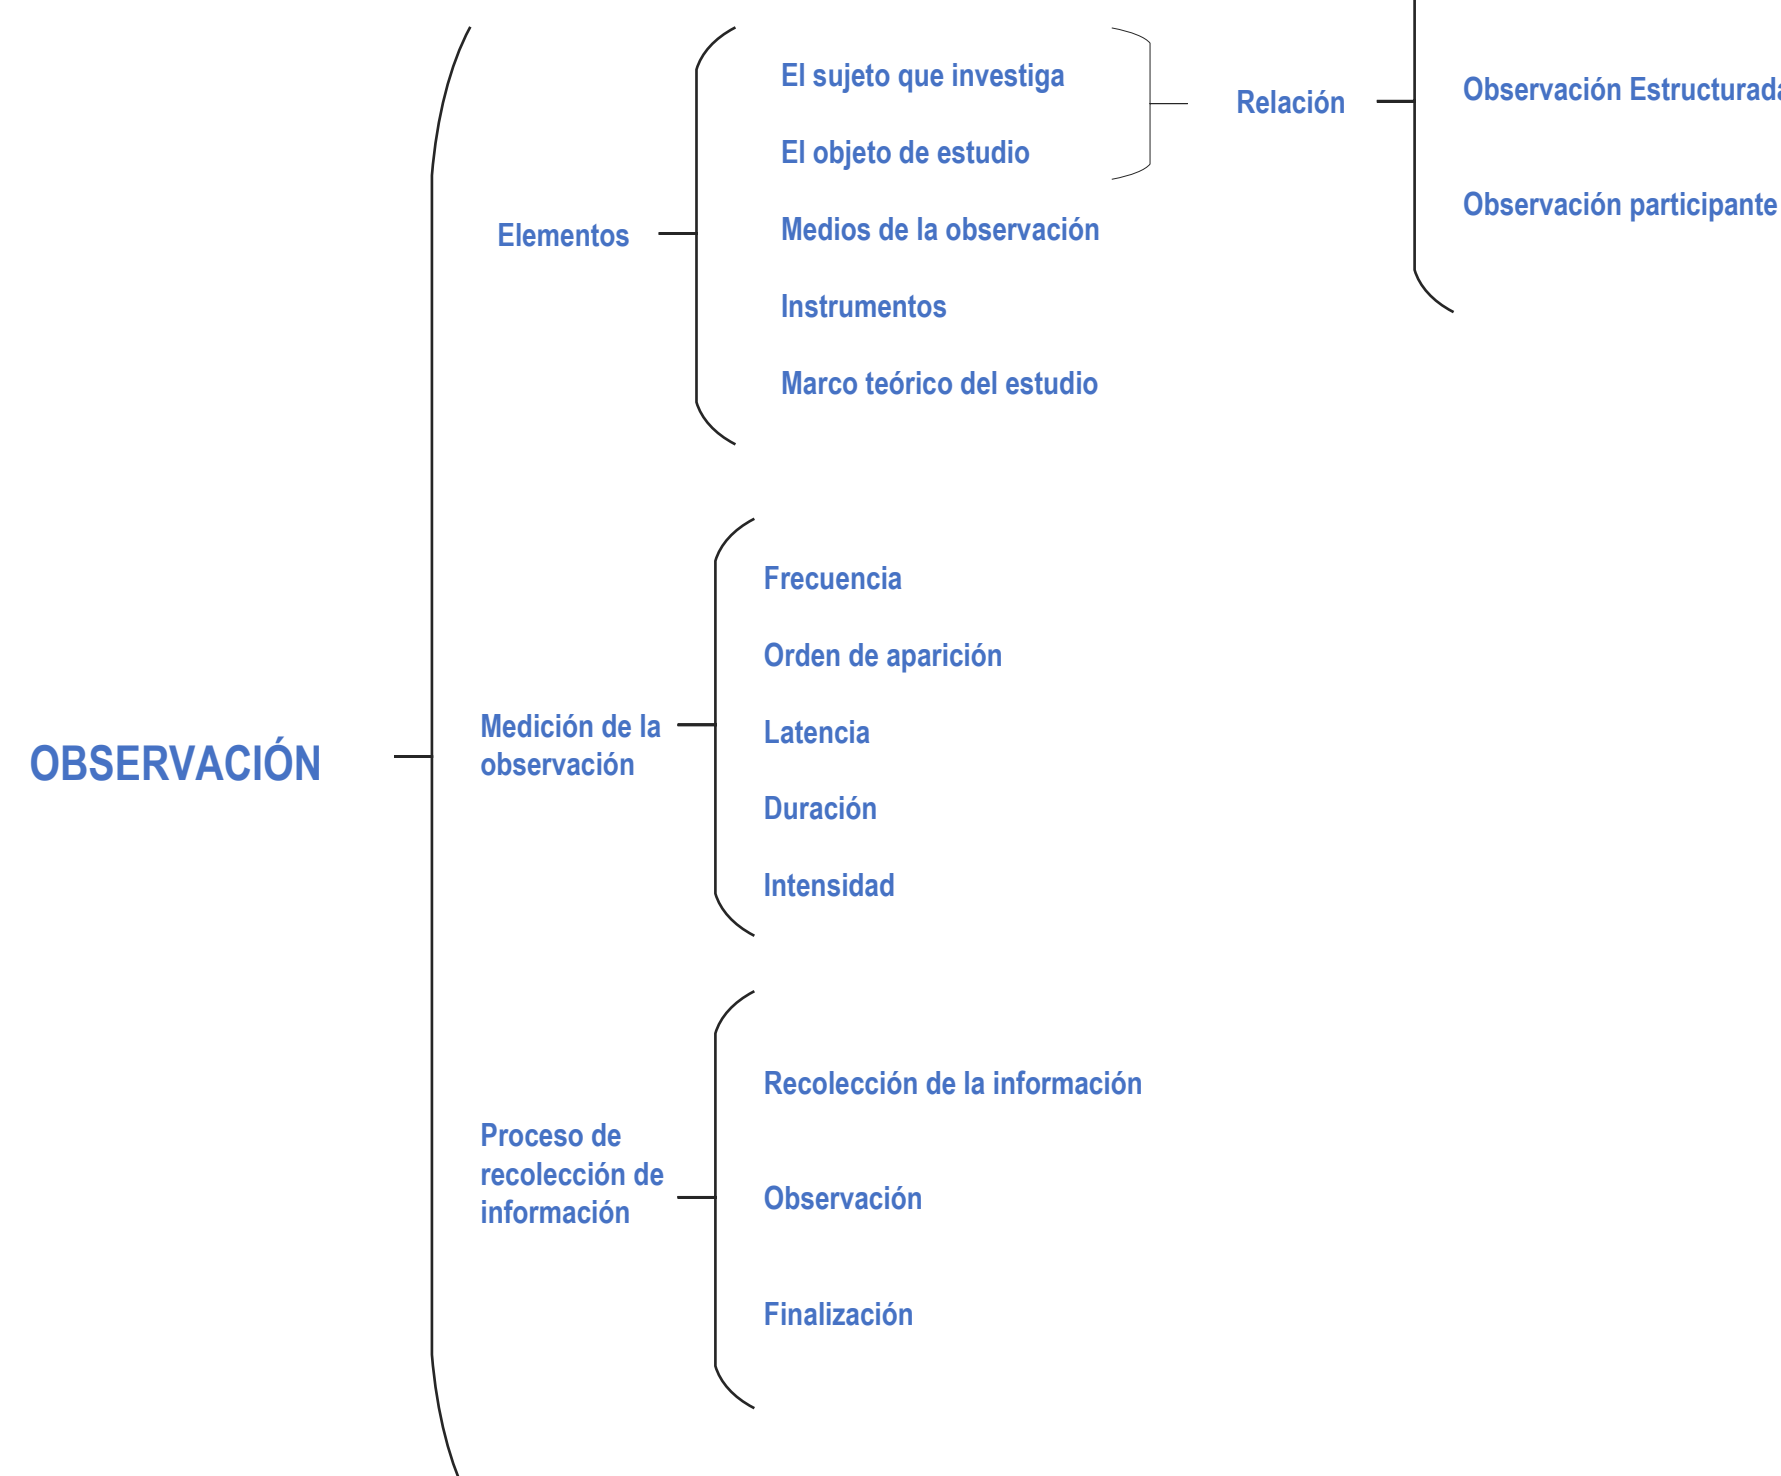 OBSERVACIÓN
Elementos
El sujeto que investiga
El objeto de estudio
Medios de la observación
Instrumentos
Marco teórico del estudio
Relación
Observación Estructurada
Observación participante
Medición de la
observación
Frecuencia
Orden de aparición
Latencia
Duración
Intensidad
Proceso de
recolección de
información
Recolección de la información
Observación
Finalización